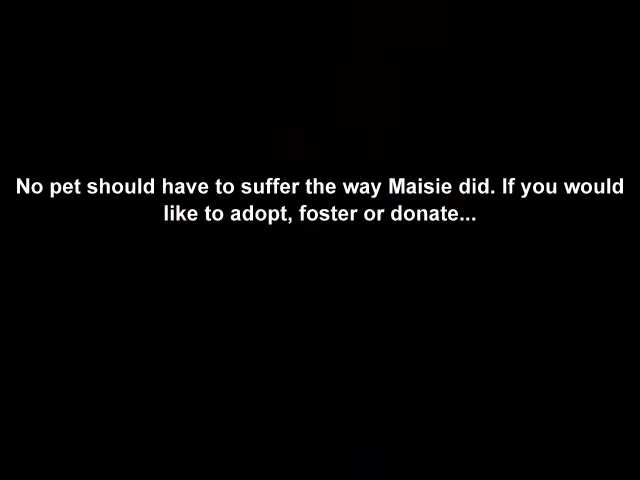 No pet should have to suffer the way Maisie did. If you would
like to adopt, foster or donate...